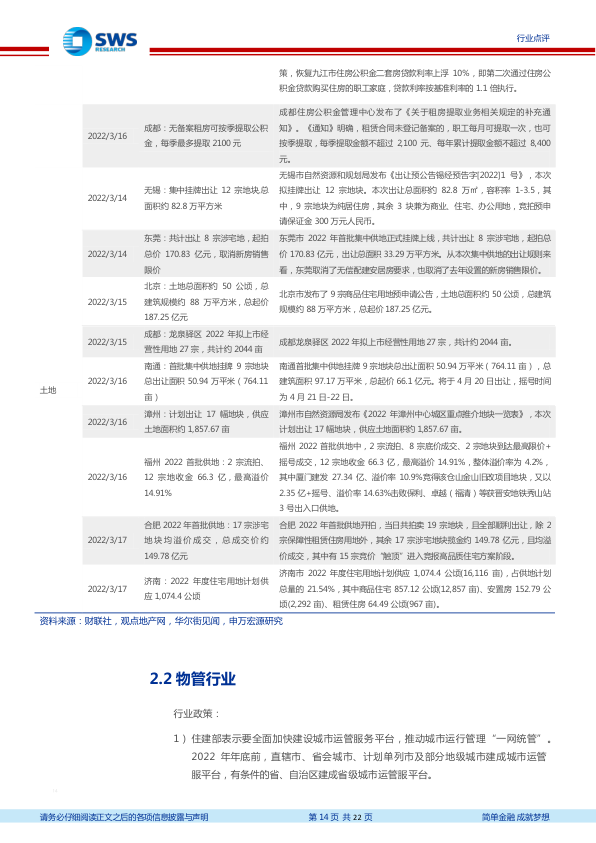 SWS
RESEARCH
行业点评
策，恢复九江市住房公积金二套房贷款利率上浮 10%，即第二次通过住房公
积金贷款购买住房的职工家庭，贷款利率按基准利率的 1.1 倍执行。
2022/3/16
成都：无备案租房可按季提取公积
金，每季最多提取 2100 元
成都住房公积金管理中心发布了《关于租房提取业务相关规定的补充通
知》。《通知》明确，租赁合同未登记备案的，职工每月可提取一次，也可
按季提取，每季提取金额不超过 2,100 元、每年累计提取金额不超过 8,400
元。
2022/3/14
无锡：集中挂牌出让 12 宗地块,总
面积约 82.8 万平方米
无锡市自然资源和规划局发布《出让预公告锡经预告字[2022]1 号》，本次
拟挂牌出让 12 宗地块。本次出让总面积约 82.8 万㎡，容积率 1-3.5，其
中，9 宗地块为纯居住房，其余 3 块兼为商业、住宅、办公用地，竞拍预申
请保证金 300 万元人民币。
2022/3/14
东莞：共计出让 8 宗涉宅地，起拍
总价 170.83 亿元，取消新房销售
限价
东莞市 2022 年首批集中供地正式挂牌上线，共计出让 8 宗涉宅地，起拍总
价 170.83 亿元，出让总面积 33.29 万平方米。从本次集中供地的出让规则来
看，东莞取消了无偿配建安居房要求，也取消了去年设置的新房销售限价。
2022/3/15
北京：土地总面积约 50 公顷，总
建筑规模约 88 万平方米，总起价
187.25 亿元
北京市发布了 9 宗商品住宅用地预申请公告，土地总面积约 50 公顷，总建筑
规模约 88 万平方米，总起价 187.25 亿元。
2022/3/15
成都：龙泉驿区 2022 年拟上市经
营性用地 27 宗，共计约 2044 亩
成都龙泉驿区 2022 年拟上市经营性用地 27 宗，共计约 2044 亩。
土地
2022/3/16
南通：首批集中供地挂牌 9 宗地块
总出让面积 50.94 万平方米（764.11
亩）
南通首批集中供地挂牌 9 宗地块总出让面积 50.94 万平方米（764.11 亩），总
建筑面积 97.17 万平方米，总起价 66.1 亿元。将于 4 月 20 日出让，摇号时间
为 4 月 21 日-22 日。
2022/3/16
漳州：计划出让 17 幅地块，供应
土地面积约 1,857.67 亩
漳州市自然资源局发布《2022 年漳州中心城区重点推介地块一览表》，本次
计划出让 17 幅地块，供应土地面积约 1,857.67 亩。
2022/3/16
福州 2022 首批供地：2 宗流拍、
12 宗地收金 66.3 亿，最高溢价
14.91%
福州 2022 首批供地中，2 宗流拍、8 宗底价成交、2 宗地块到达最高限价+
摇号成交，12 宗地收金 66.3 亿，最高溢价 14.91%，整体溢价率为 4.2%，
其中厦门建发 27.34 亿、溢价率 10.9%竞得该仓山金山旧改项目地块，又以
2.35 亿+摇号、溢价率 14.63%击败保利、卓越（福清）等获晋安地铁秀山站
3 号出入口供地。
2022/3/17
合肥 2022 年首批供地：17 宗涉宅
地块均溢价成交，总成交价约
149.78 亿元
合肥 2022 年首批供地开拍，当日共拍卖 19 宗地块，且全部顺利出让，除 2
宗保障性租赁住房用地外，其余 17 宗涉宅地块揽金约 149.78 亿元，且均溢
价成交，其中有 15 宗竞价“触顶”进入竞报高品质住宅方案阶段。
2022/3/17
济南：2022 年度住宅用地计划供
应 1,074.4 公顷
济南市 2022 年度住宅用地计划供应 1,074.4 公顷(16,116 亩)，占供地计划
总量的 21.54%，其中商品住宅 857.12 公顷(12,857 亩)、安置房 152.79 公
顷(2,292 亩)、租赁住房 64.49 公顷(967 亩)。
资料来源：财联社，观点地产网，华尔街见闻，申万宏源研究
2.2 物管行业
行业政策：
1 ）住建部表示要全面加快建设城市运管服务平台，推动城市运行管理“一网统管”。
2022 年年底前，直辖市、省会城市、计划单列市及部分地级城市建成城市运管
服平台，有条件的省、自治区建成省级城市运管服平台。
请务必仔细阅读正文之后的各项信息披露与声明
第 14 页 共 22 页
简单金融 成就梦想